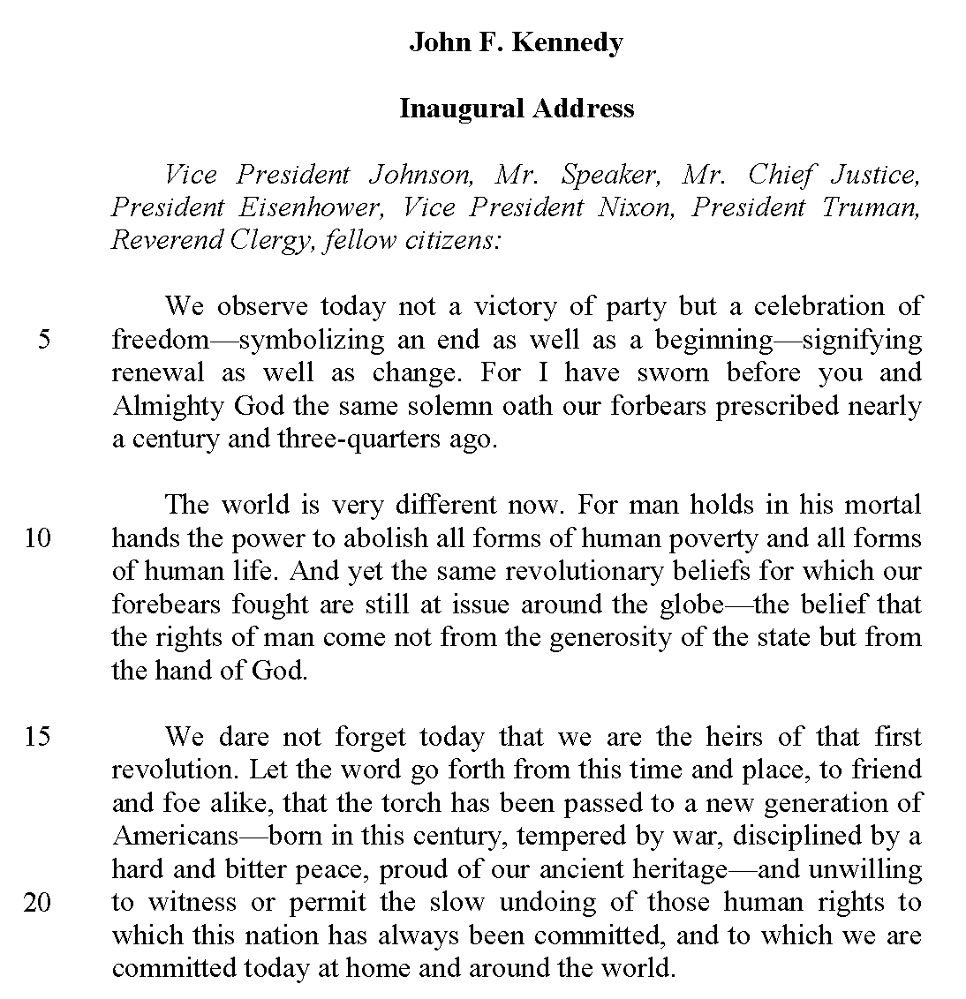 John F. Kennedy
Inaugural Address
Vice President Johnson, Mr. Speaker, Mr. Chief Justice,
President Eisenhower, Vice President Nixon, President Truman,
Reverend Clergy, fellow citizens:
We observe today not a victory of party but a celebration of
5 freedom—symbolizing an end as well as a beginning—signifying
renewal as well as change. For I have sworn before you and
Almighty God the same solemn oath our forbears prescribed nearly
a century and three-quarters ago.
The world is very different now. For man holds in his mortal
10 hands the power to abolish all forms of human poverty and all forms
of human life. And yet the same revolutionary beliefs for which our
forebears fought are still at issue around the globe—the belief that
the rights of man come not from the generosity of the state but from
the hand of God.
15 We dare not forget today that we are the heirs of that first
revolution. Let the word go forth from this time and place, to friend
and foe alike, that the torch has been passed to a new generation of
Americans—born in this century, tempered by war, disciplined by a
hard and bitter peace, proud of our ancient heritage—and unwilling
20 to witness or permit the slow undoing of those human rights to
which this nation has always been committed, and to which we are
committed today at home and around the world.